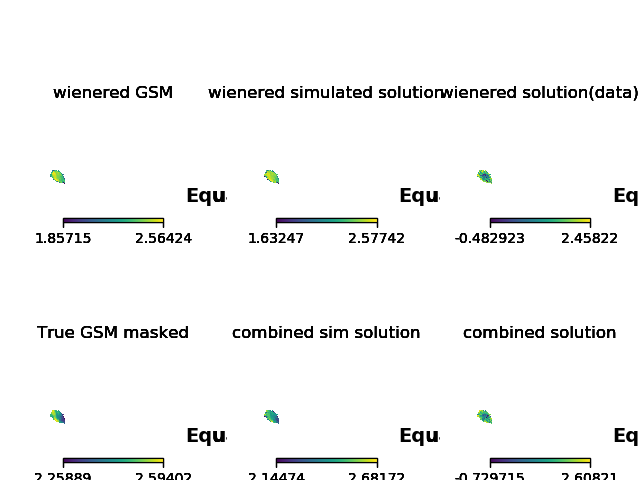 wienered GSM
wienered simulated solution
wienered solution(data)
Equ
Equ
Eq
1.85715 2.56424
1.63247 2.57742
-0.482923 2.45822
True GSM masked
combined sim solution
combined solution
Equ
Equ
Eq
2.25889 2.59402
2.14474 2.68172
-0.729715 2.60821